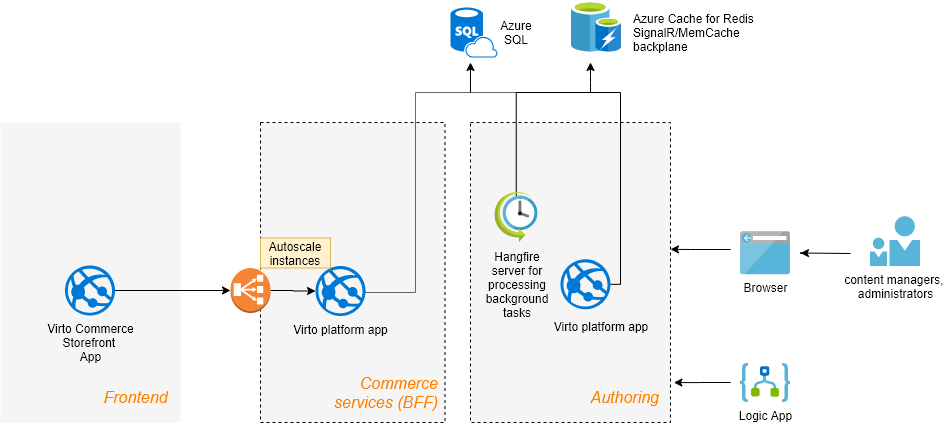 Azure
SQL
SQL
Azure Cache for Redis
SignalR/MemCache
backplane
Autoscale
instances
Virto Commerce
Storefront
App
Frontend
Virto platform app
Commerce
services (BFF)
Hangfire
server for
processing
background
tasks
Virto platform app
Authoring
Browser
content managers,
administrators
Logic App